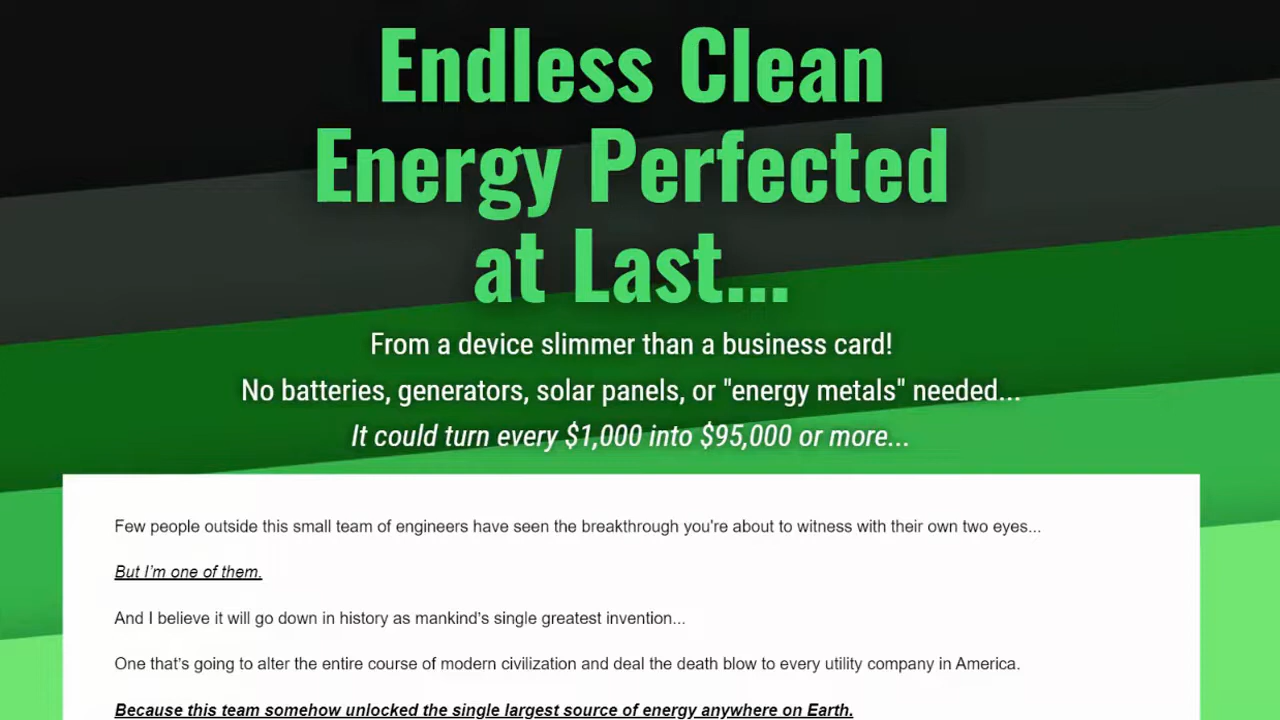 Endless Clean
Energy Perfected
at Last...
From a device slimmer than a business card!
No batteries, generators, solar panels, or "energy metals" needed...
It could turn every $1,000 into $95,000 or more...
Few people outside this small team of engineers have seen the breakthrough you're about to witness with their own two eyes...
But I'm one of them.
And I believe it will go down in history as mankind's single greatest invention...
One that's going to alter the entire course of modern civilization and deal the death blow to every utility company in America.
Because this team somehow unlocked the single largest source of energy anywhere on Earth.